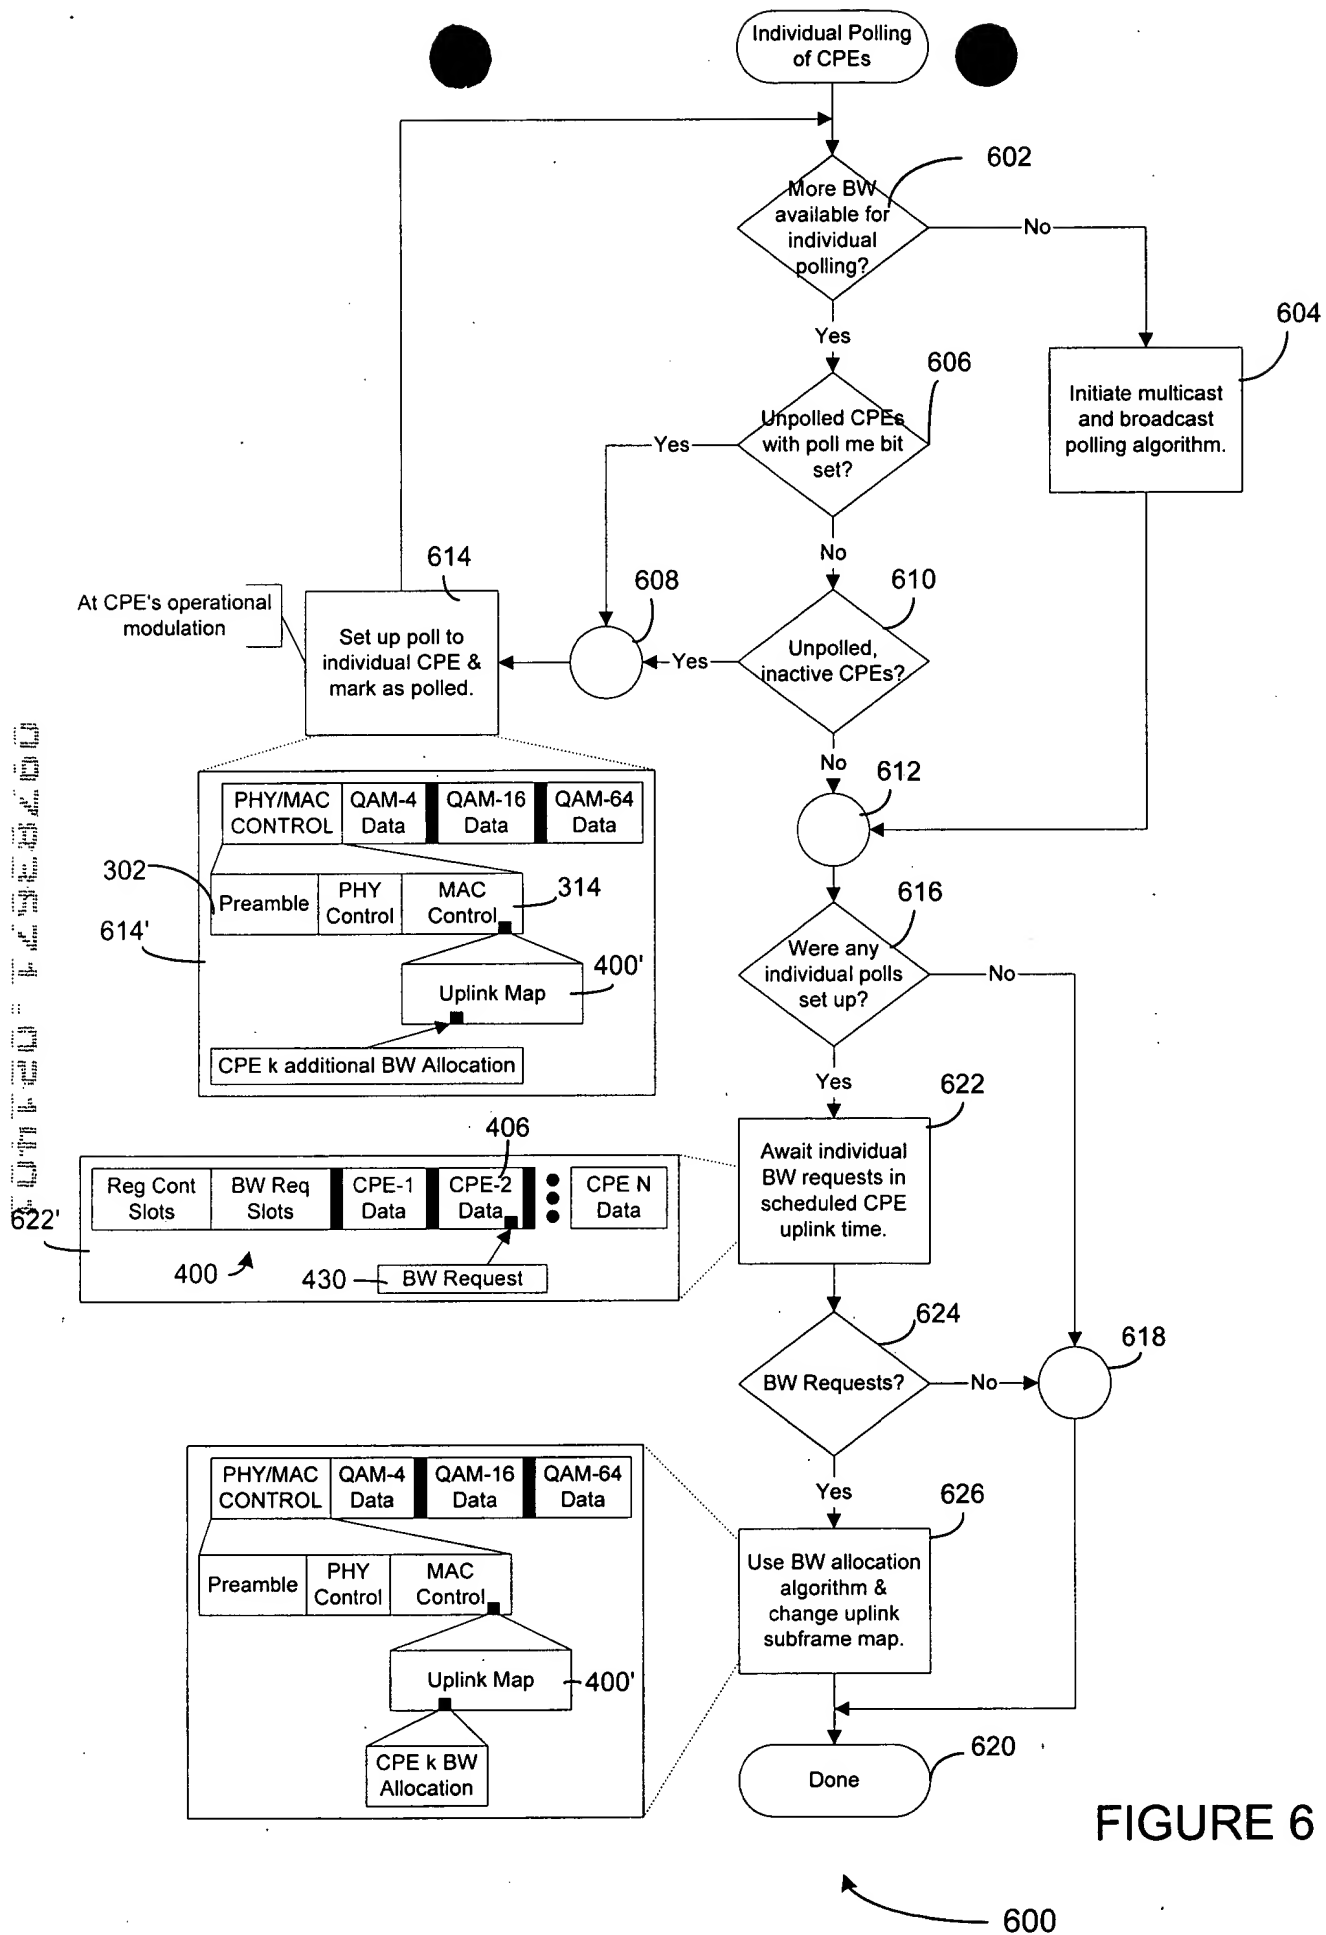 Individual Polling
of CPEs
602
More BW
available for
individual
polling?
No
Yes
604
Initiate multicast
and broadcast
polling algorithm.
606
Unpolled CPEs
with poll me bit
set?
Yes
No
614
608
610
At CPE's operational
modulation
Set up poll to
individual CPE &
mark as polled.
Yes
Unpolled,
inactive CPEs?
No
612
PHY/MAC
CONTROL
QAM-4
Data
QAM-16
Data
QAM-64
Data
302
Preamble
PHY
Control
MAC
Control
314
614'
Uplink Map
400'
CPE k additional BW Allocation
616
Were any
individual polls
set up?
No
Yes
622
Await individual
BW requests in
scheduled CPE
uplink time.
406
Reg Cont
Slots
BW Req
Slots
CPE-1
Data
CPE-2
Data
CPE N
Data
622'
400
430
BW Request
624
BW Requests?
No
618
Yes
626
Use BW allocation
algorithm &
change uplink
subframe map.
PHY/MAC
CONTROL
QAM-4
Data
QAM-16
Data
QAM-64
Data
Preamble
PHY
Control
MAC
Control
Uplink Map
400'
CPE k BW
Allocation
620
Done
FIGURE 6
600